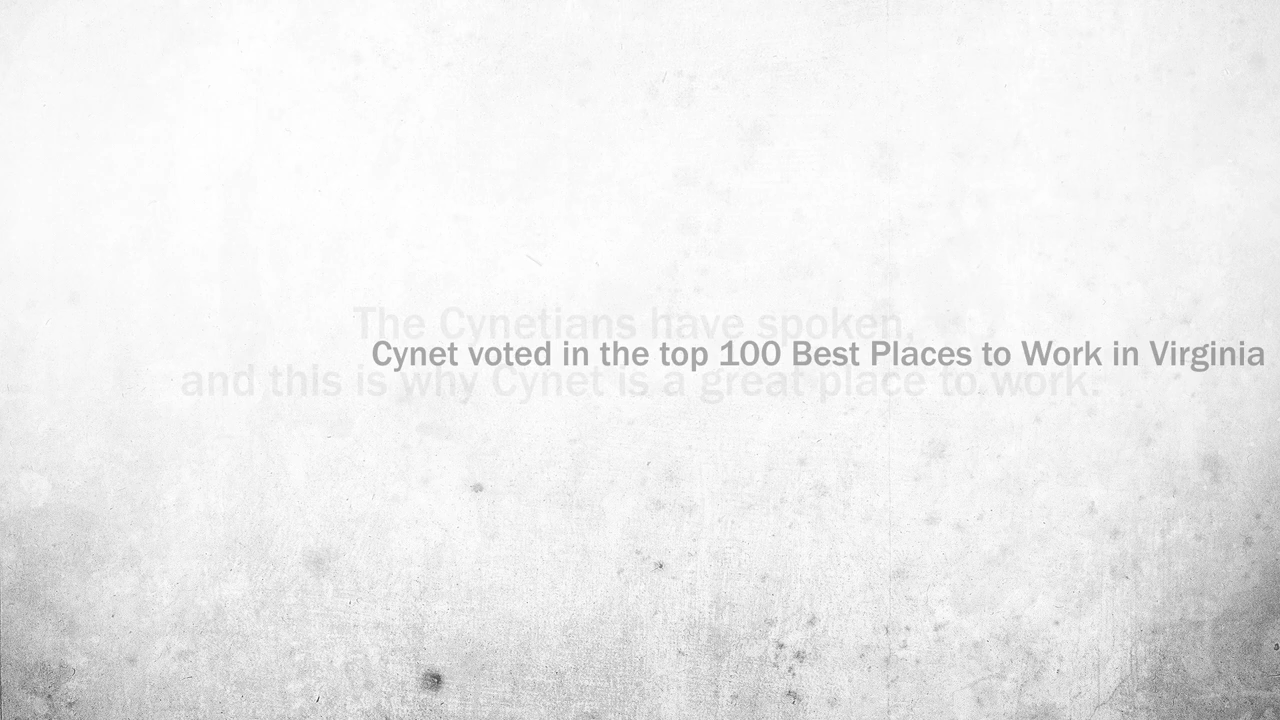 The Cynetians have spoken,
Cynet voted in the top 100 Best Places to Work in Virginia
and this is why Cynet is a great place to work.